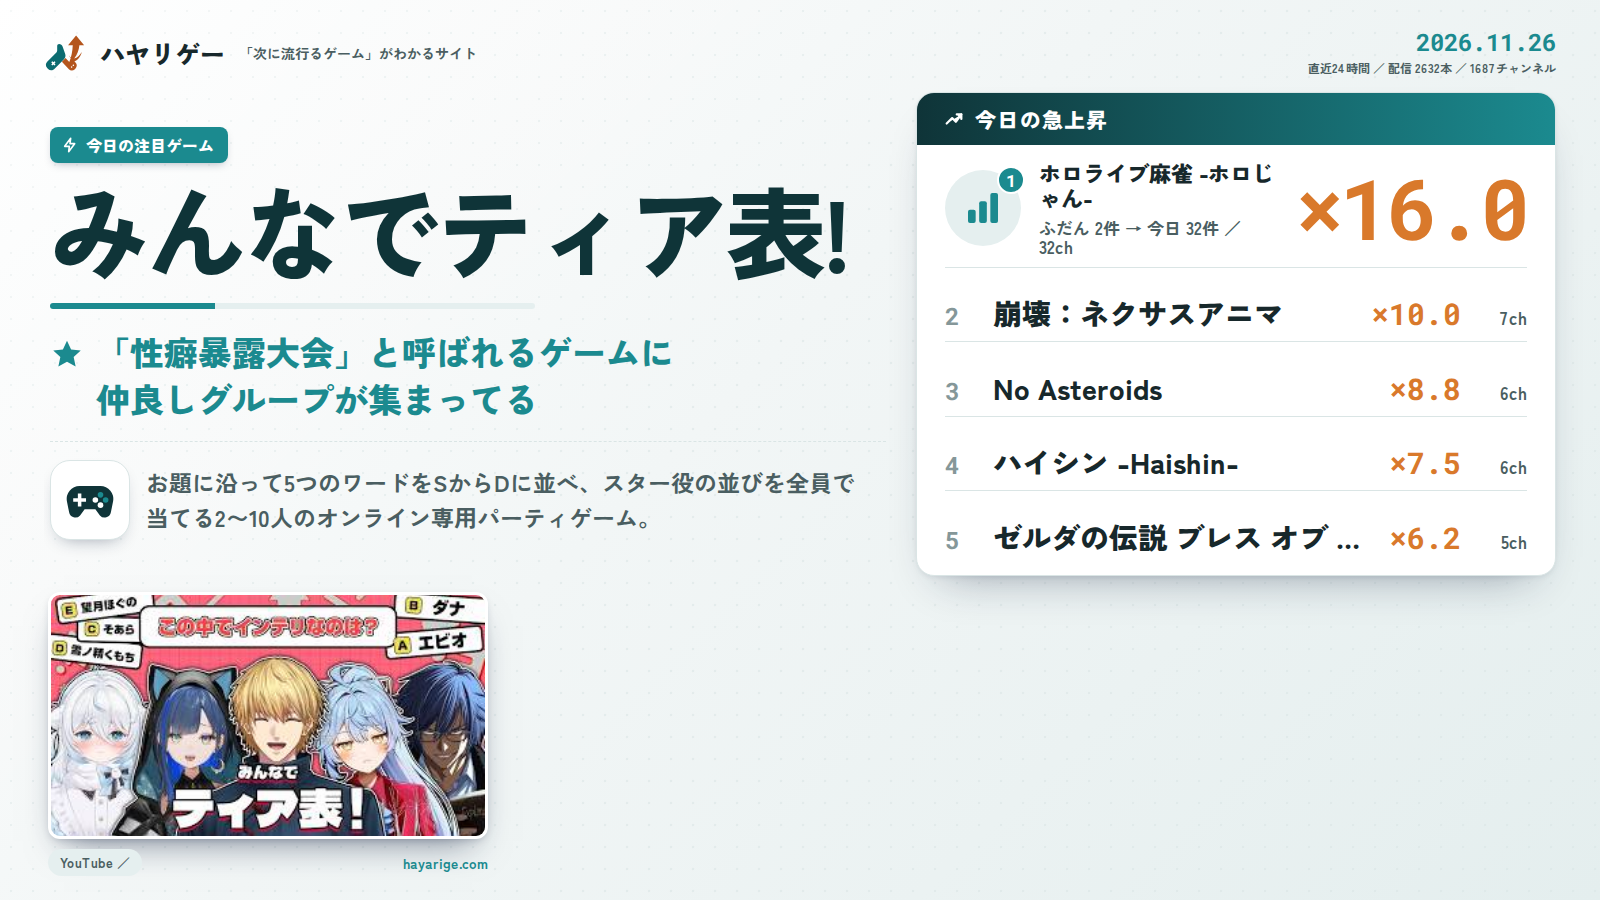 ハヤリゲー
「次に流行るゲーム」がわかるサイト
2026.11.26
直近24時間 ／ 配信 2632本 ／ 1687チャンネル
今日の注目ゲーム
みんなでティア表!
「性癖暴露大会」と呼ばれるゲームに
仲良しグループが集まってる
お題に沿って5つのワードをSからDに並べ、スター役の並びを全員で
当てる2〜10人のオンライン専用パーティゲーム。
E 望月ほぐの
C そあら
D 雪ノ精くもち
この中でインテリなのは?
B ダナ
A エビオ
みんなで
ティア表!
YouTube ／
hayarige.com
今日の急上昇
1
ホロライブ麻雀 -ホロじ
ゃん-
ふだん 2件 → 今日 32件 ／
32ch
×16.0
2 崩壊：ネクサスアニマ ×10.0 7ch
3 No Asteroids ×8.8 6ch
4 ハイシン -Haishin- ×7.5 6ch
5 ゼルダの伝説 ブレス オブ ... ×6.2 5ch